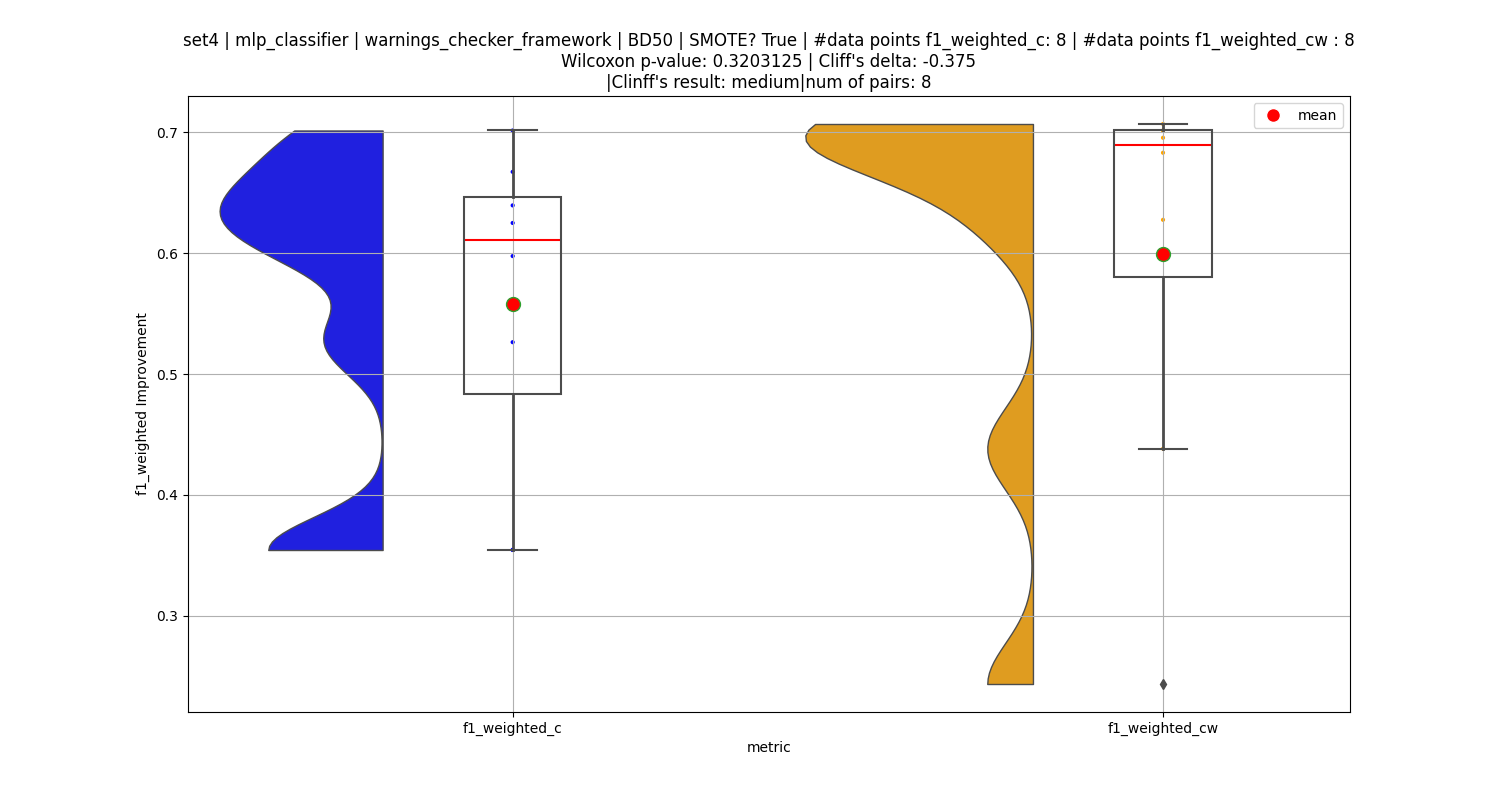 set4 | mlp_classifier | warnings_checker_framework | BD50 | SMOTE? True | #data points f1_weighted_c: 8 | #data points f1_weighted_cw : 8
Wilcoxon p-value: 0.3203125 | Cliff's delta: -0.375
|Clinff's result: medium|num of pairs: 8
mean
0.7
0.6
0.5
0.4
0.3
f1_weighted Improvement
f1_weighted_c
f1_weighted_cw
metric